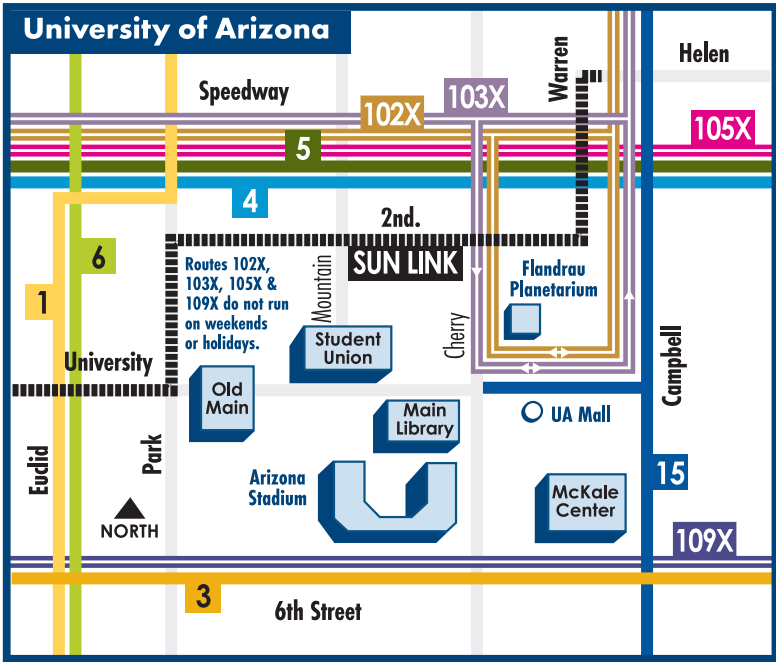 University of Arizona
Helen
Warren
Speedway
103X
102X
105X
5
4
2nd.
6
SUN LINK
Routes 102X,
103X, 105X &
109X do not run
on weekends
or holidays.
Mountain
Flandrau
Planetarium
1
Cherry
Student
Union
University
Campbell
Old
Main
Main
Library
UA Mall
Euclid
Park
Arizona
Stadium
15
McKale
Center
NORTH
109X
3
6th Street